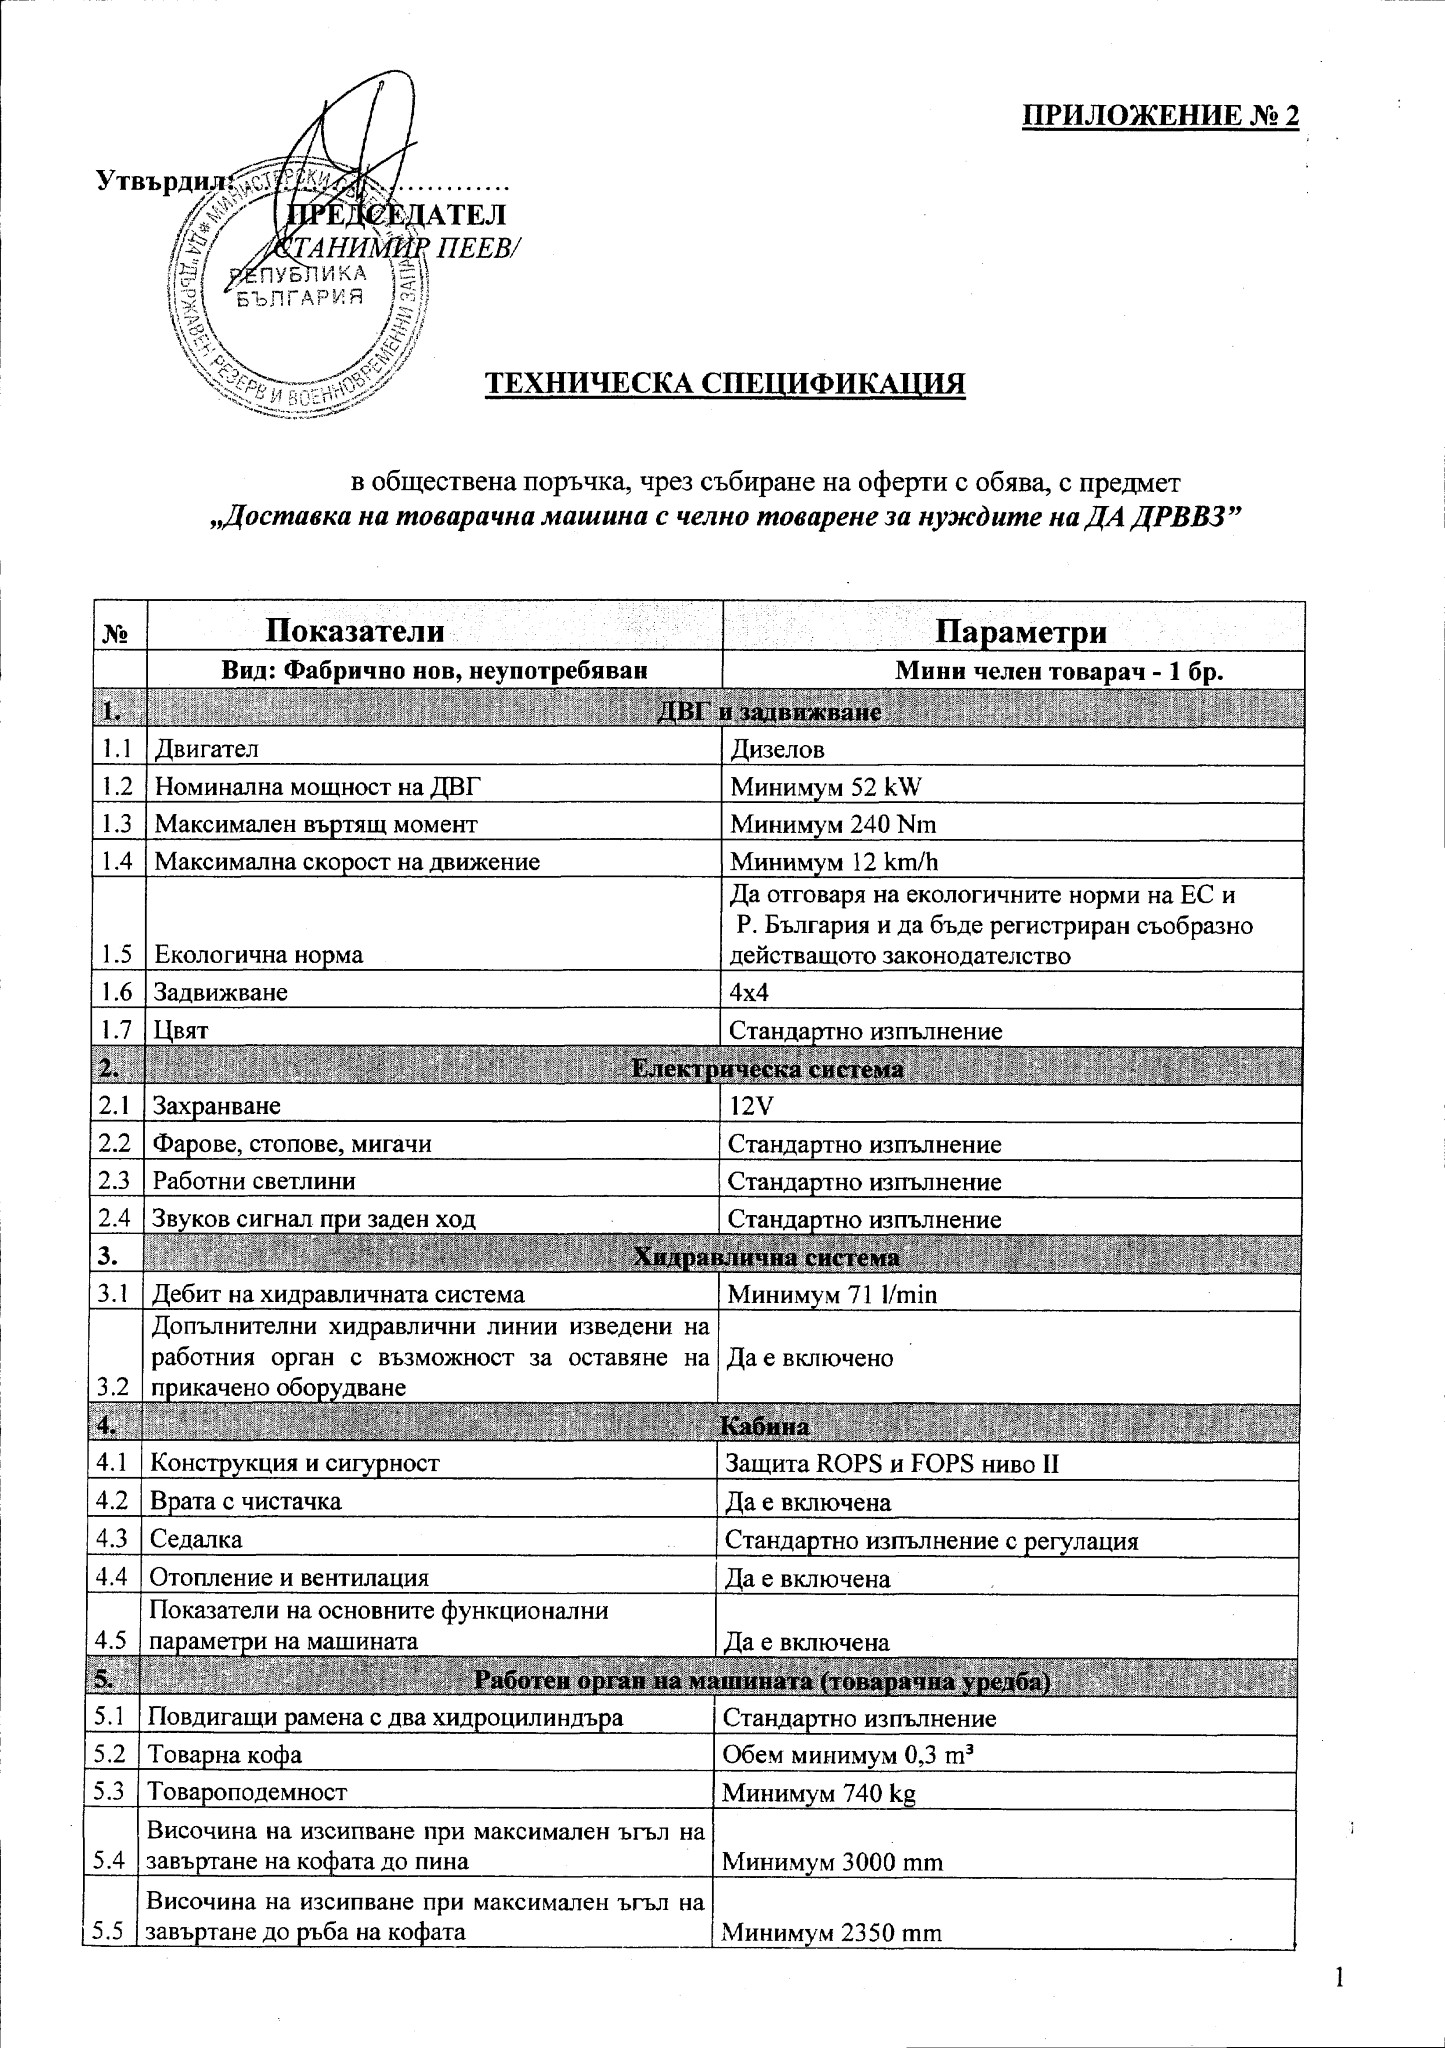 ПРИЛОЖЕНИЕ № 2
Утвърдил:
ПРЕДСЕДАТЕЛ
СТАНИМИР ПЕЕВ/
МИНИСТЕРСКИ
ДА "ДЪРЖАВЕН РЕЗЕРВ И ВОЕННОВРЕМЕННИ ЗАПА
РЕПУБЛИКА
БЪЛГАРИЯ
ТЕХНИЧЕСКА СПЕЦИФИКАЦИЯ
в обществена поръчка, чрез събиране на оферти с обява, с предмет
„Доставка на товарачна машина с челно товарене за нуждите на ДА ДРВВЗ”
№ Показатели Параметри
Вид: Фабрично нов, неупотребяван Мини челен товарач - 1 бр.
1. ДВГ и задвижване
1.1 Двигател Дизелов
1.2 Номинална мощност на ДВГ Минимум 52 kW
1.3 Максимален въртящ момент Минимум 240 Nm
1.4 Максимална скорост на движение Минимум 12 km/h
Да отговаря на екологичните норми на ЕС и
Р. България и да бъде регистриран съобразно
1.5 Екологична норма действащото законодателство
1.6 Задвижване 4x4
1.7 Цвят Стандартно изпълнение
2. Електрическа система
2.1 Захранване 12V
2.2 Фарове, стопове, мигачи Стандартно изпълнение
2.3 Работни светлини Стандартно изпълнение
2.4 Звуков сигнал при заден ход Стандартно изпълнение
3. Хидравлична система
3.1 Дебит на хидравличната система Минимум 71 l/min
Допълнителни хидравлични линии изведени на
работния орган с възможност за оставяне на Да е включено
3.2 прикачено оборудване
4. Кабина
4.1 Конструкция и сигурност Защита ROPS и FOPS ниво II
4.2 Врата с чистачка Да е включена
4.3 Седалка Стандартно изпълнение с регулация
4.4 Отопление и вентилация Да е включена
Показатели на основните функционални
4.5 параметри на машината Да е включена
5. Работен орган на машината (товарачна уредба)
5.1 Повдигащи рамена с два хидроцилиндъра Стандартно изпълнение
5.2 Товарна кофа Обем минимум 0,3 m³
5.3 Товароподемност Минимум 740 kg
Височина на изсипване при максимален ъгъл на
5.4 завъртане на кофата до пина Минимум 3000 mm
Височина на изсипване при максимален ъгъл на
5.5 завъртане до ръба на кофата Минимум 2350 mm
1